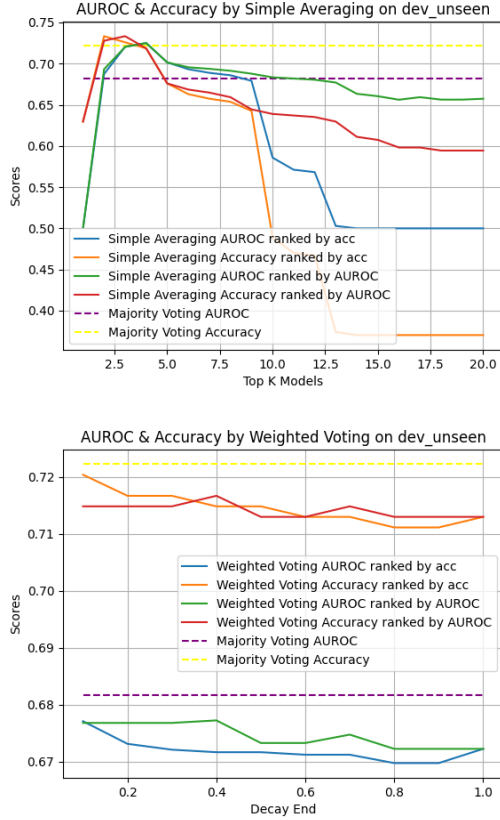 AUROC & Accuracy by Simple Averaging on dev_unseen
0.75
0.70
0.65
0.60
0.55
0.50
0.45
0.40
Scores
Simple Averaging AUROC ranked by acc
Simple Averaging Accuracy ranked by acc
Simple Averaging AUROC ranked by AUROC
Simple Averaging Accuracy ranked by AUROC
Majority Voting AUROC
Majority Voting Accuracy
2.5 5.0 7.5 10.0 12.5 15.0 17.5 20.0
Top K Models
AUROC & Accuracy by Weighted Voting on dev_unseen
0.72
0.71
0.70
0.69
0.68
0.67
Scores
Weighted Voting AUROC ranked by acc
Weighted Voting Accuracy ranked by acc
Weighted Voting AUROC ranked by AUROC
Weighted Voting Accuracy ranked by AUROC
Majority Voting AUROC
Majority Voting Accuracy
0.2 0.4 0.6 0.8 1.0
Decay End